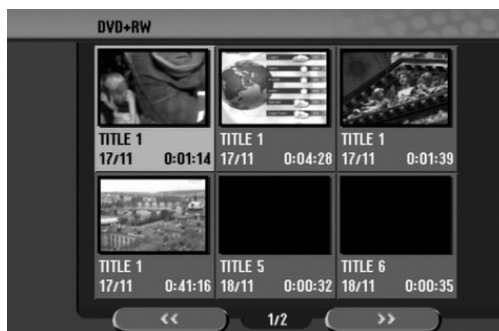 DVD+RW
TITLE 1
17/11 0:01:14
TITLE 1
17/11 0:04:28
TITLE 1
17/11 0:01:39
TITLE 1
17/11 0:41:16
TITLE 5
18/11 0:00:32
TITLE 6
18/11 0:00:35
<< 1/2 >>